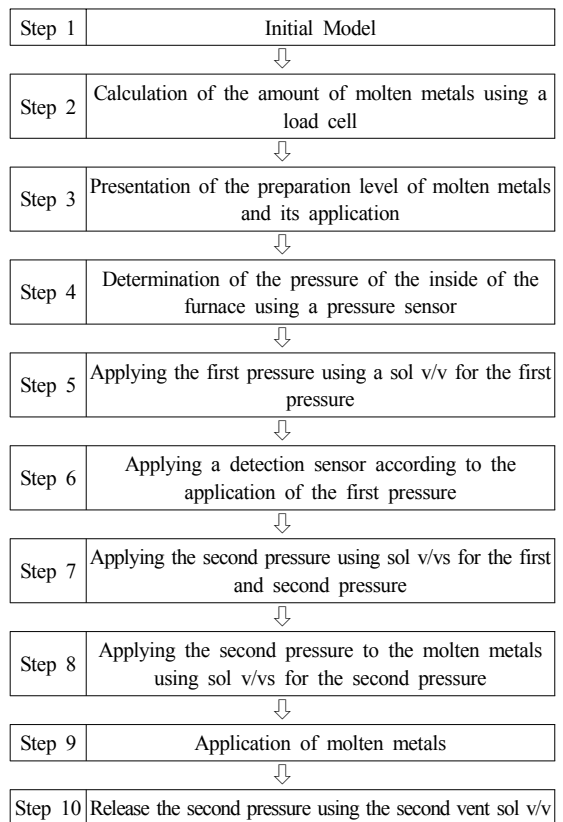 Step 1 Initial Model
Step 2 Calculation of the amount of molten metals using a
load cell
Step 3 Presentation of the preparation level of molten metals
and its application
Step 4 Determination of the pressure of the inside of the
furnace using a pressure sensor
Step 5 Applying the first pressure using a sol v/v for the first
pressure
Step 6 Applying a detection sensor according to the
application of the first pressure
Step 7 Applying the second pressure using sol v/vs for the first
and second pressure
Step 8 Applying the second pressure to the molten metals
using sol v/vs for the second pressure
Step 9 Application of molten metals
Step 10 Release the second pressure using the second vent sol v/v